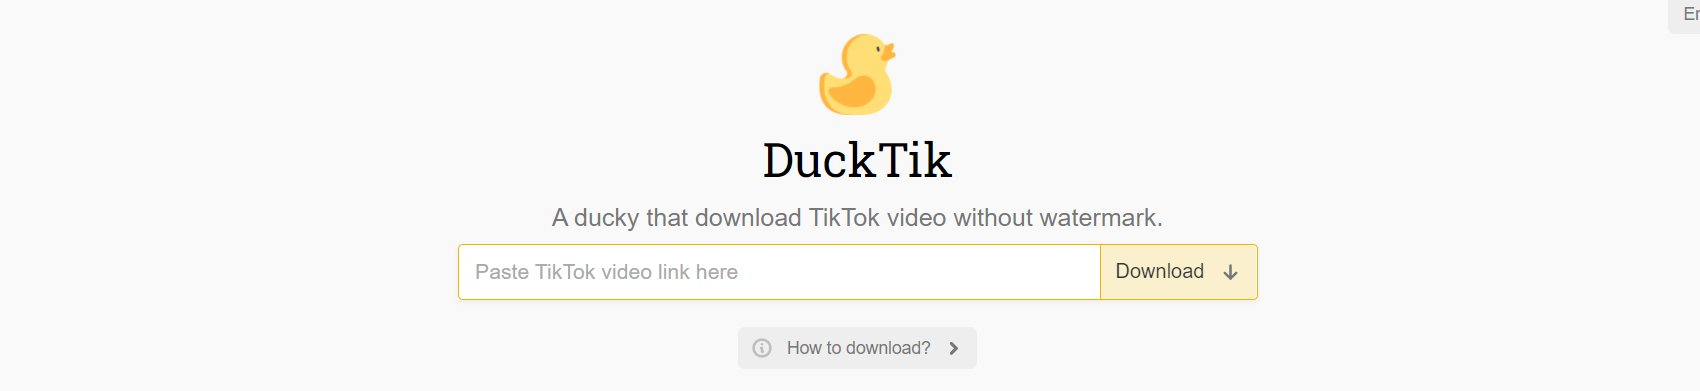 En
DuckTik
A ducky that download TikTok video without watermark.
Paste TikTok video link here
Download
How to download?